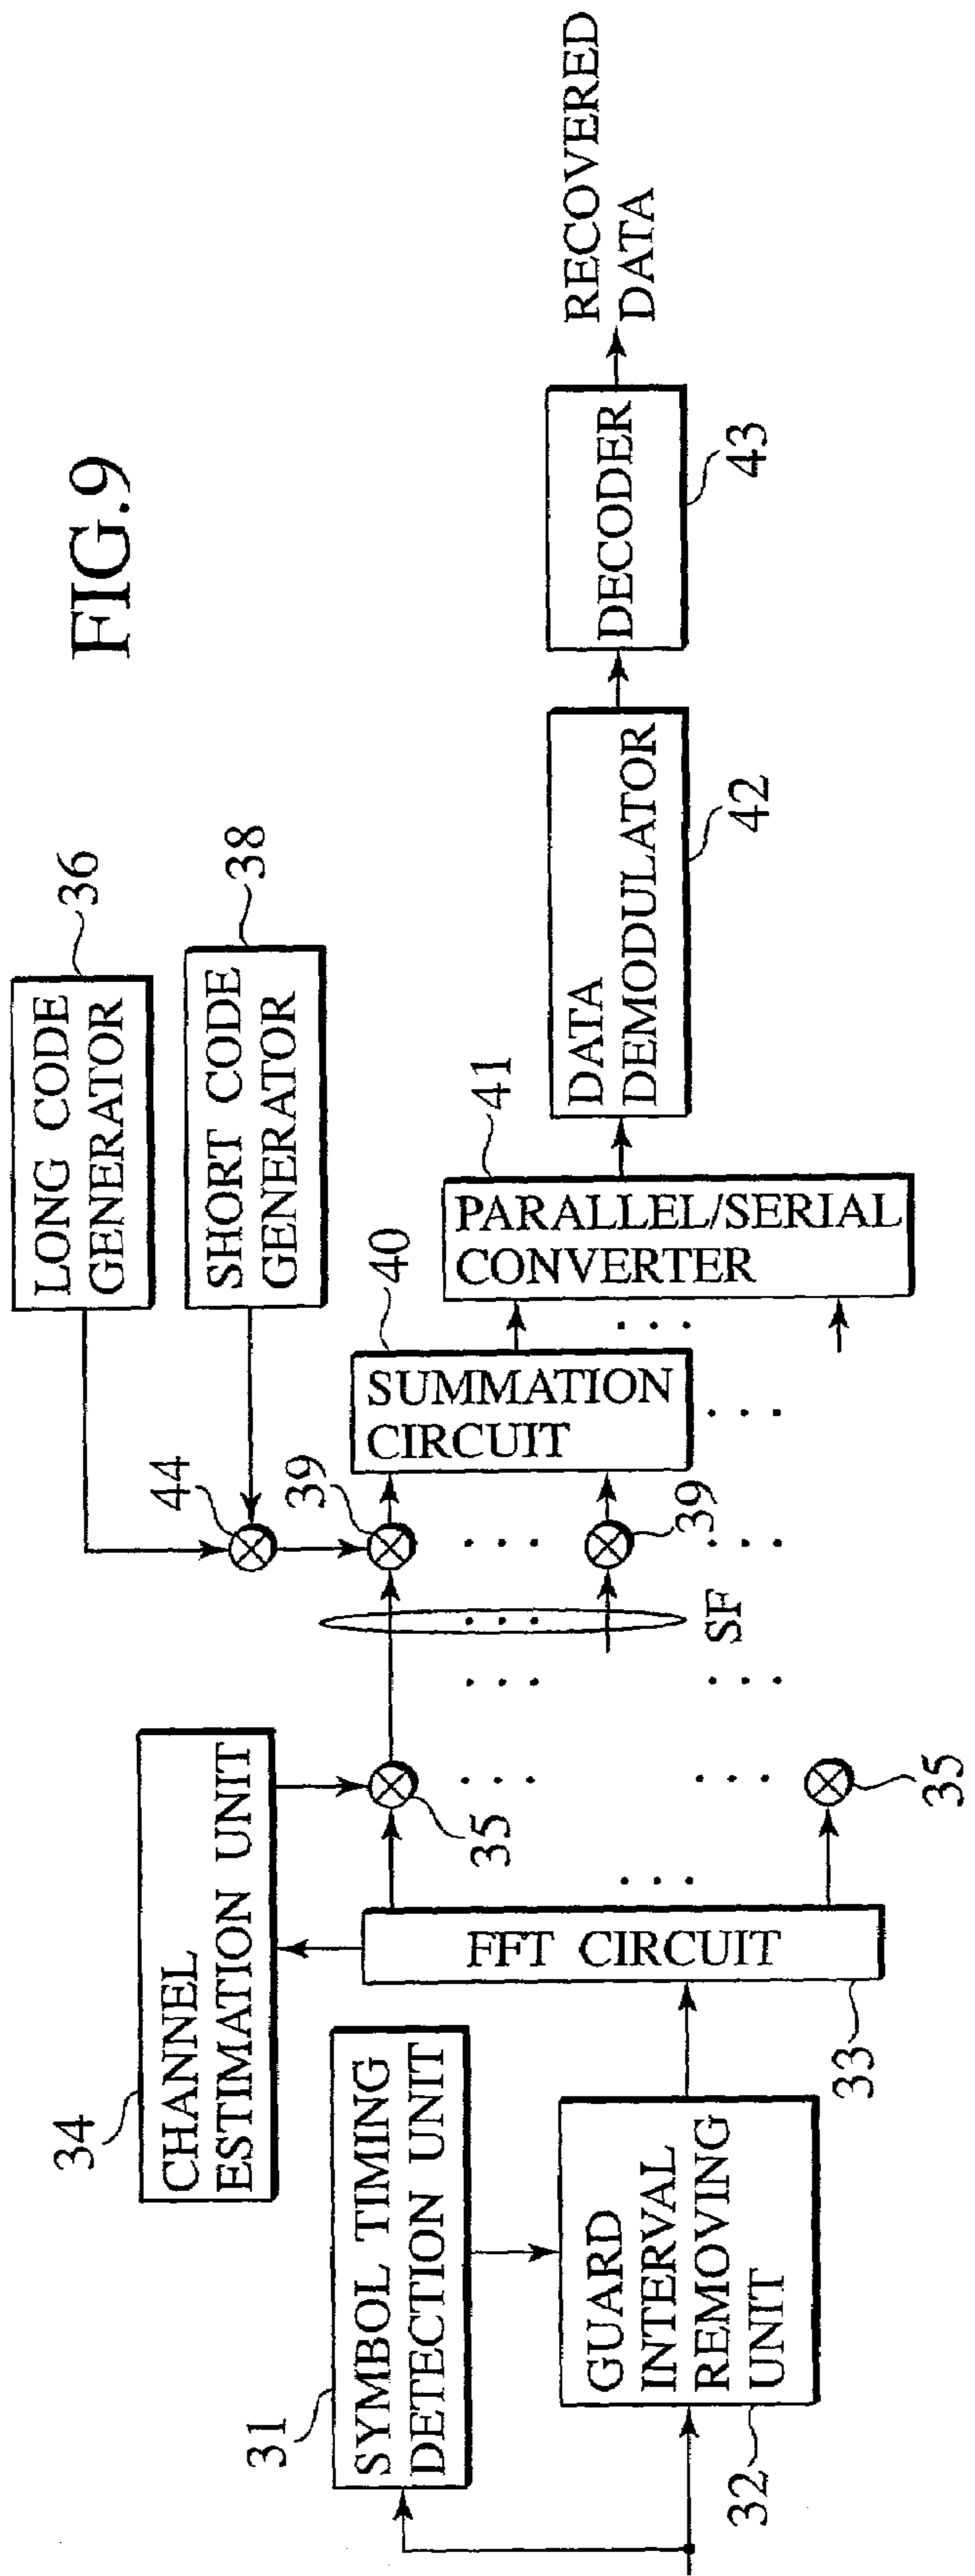 FIG.9
LONG CODE
GENERATOR
36
SHORT CODE
GENERATOR
38
44
39
39
SF
CHANNEL
ESTIMATION UNIT
34
35
35
SYMBOL TIMING
DETECTION UNIT
31
GUARD
INTERVAL
REMOVING
UNIT
32
FFT CIRCUIT
33
SUMMATION
CIRCUIT
40
PARALLEL/SERIAL
CONVERTER
41
DATA
DEMODULATOR
42
DECODER
43
RECOVERED
DATA